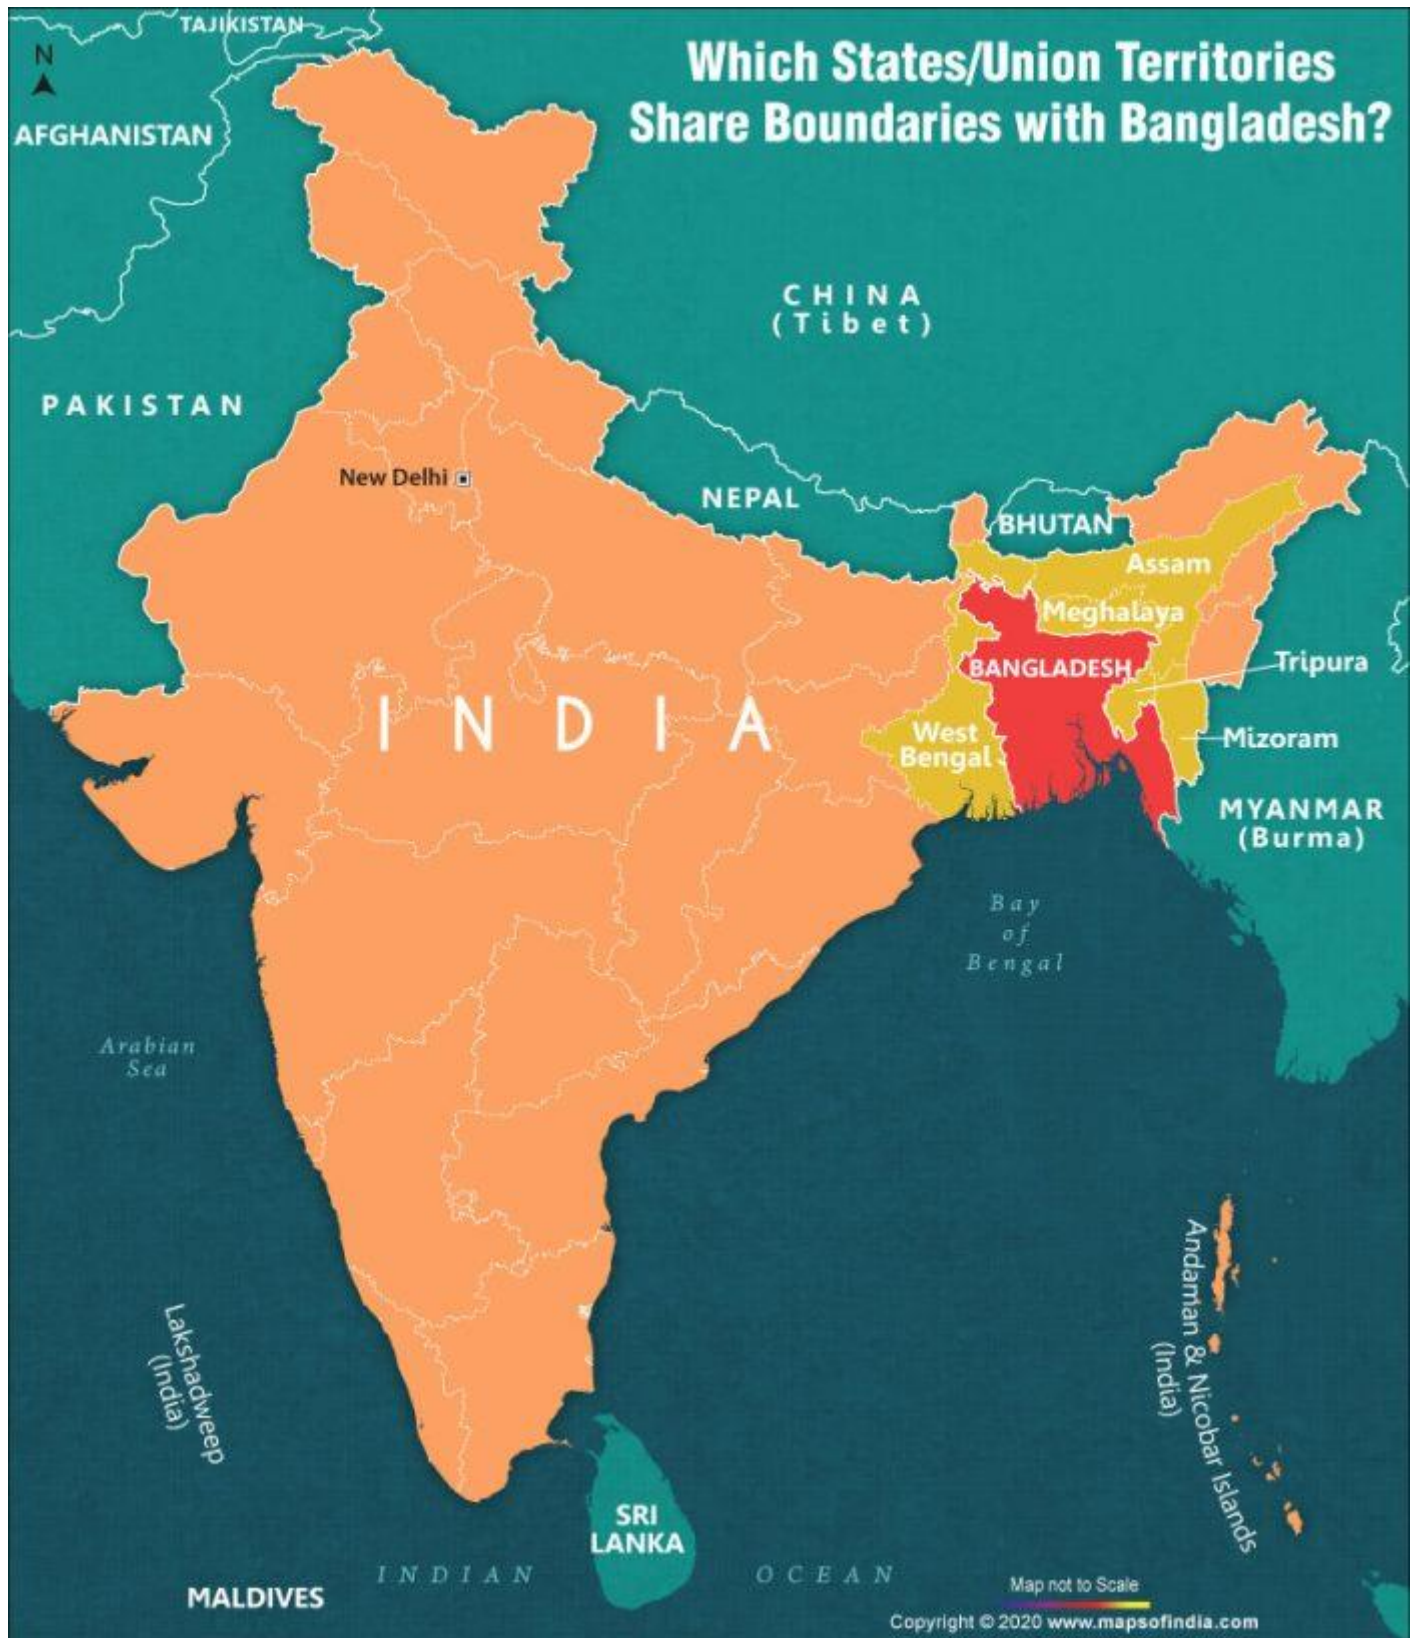 TAJIKISTAN
N
Which States/Union Territories
Share Boundaries with Bangladesh?
AFGHANISTAN
CHINA
(Tibet)
PAKISTAN
New Delhi
NEPAL
BHUTAN
Assam
Meghalaya
BANGLADESH
Tripura
INDIA
West
Bengal
Mizoram
MYANMAR
(Burma)
Bay
of
Bengal
Arabian
Sea
Andaman & Nicobar Islands
(India)
Lakshadweep
(India)
SRI
LANKA
INDIAN OCEAN
MALDIVES
Map not to Scale
Copyright © 2020 www.mapsofindia.com